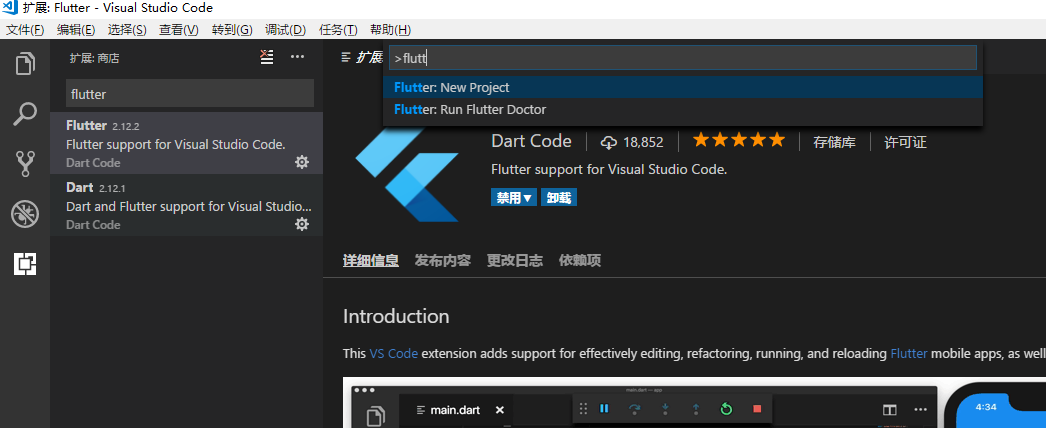 扩展: Flutter - Visual Studio Code
文件(F) 编辑(E) 选择(S) 查看(V) 转到(G) 调试(D) 任务(T) 帮助(H)
扩展: 商店
扩展
>flutt
flutter
Flutter: New Project
Flutter: Run Flutter Doctor
Flutter 2.12.2
Flutter support for Visual Studio Code.
Dart Code
Dart 2.12.1
Dart and Flutter support for Visual Studio...
Dart Code
Dart Code 18,852 存储库 许可证
Flutter support for Visual Studio Code.
禁用 卸载
详细信息 发布内容 更改日志 依赖项
Introduction
This VS Code extension adds support for effectively editing, refactoring, running, and reloading Flutter mobile apps, as well
main.dart — app
main.dart
4:34